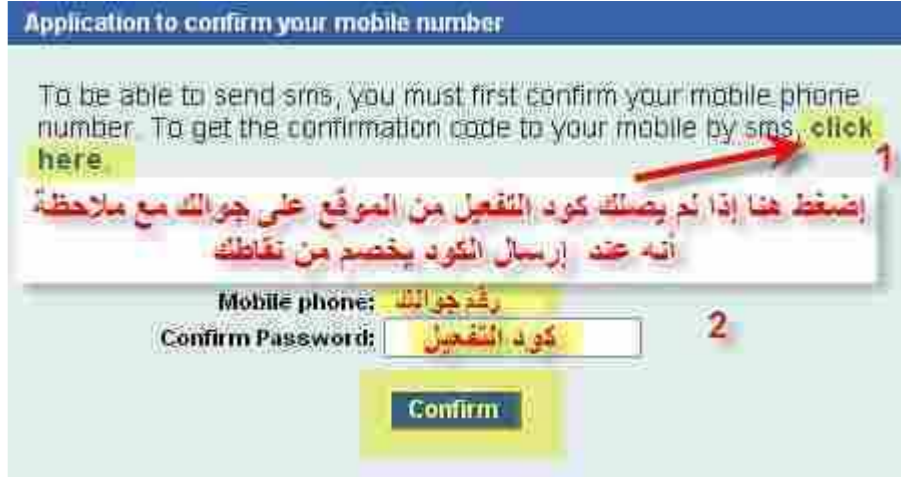 Application to confirm your mobile number
To be able to send sms, you must first confirm your mobile phone
number. To get the confirmation code to your mobile by sms, click
here.
1
إضغط هنا إذا لم يصلك كود التفعيل من الموقع على جوالك مع ملاحظة
أنه عند إرسال الكود يخصم من نقاطك
Mobile phone: رقم جوالك
Confirm Password: كود التفعيل 2
Confirm